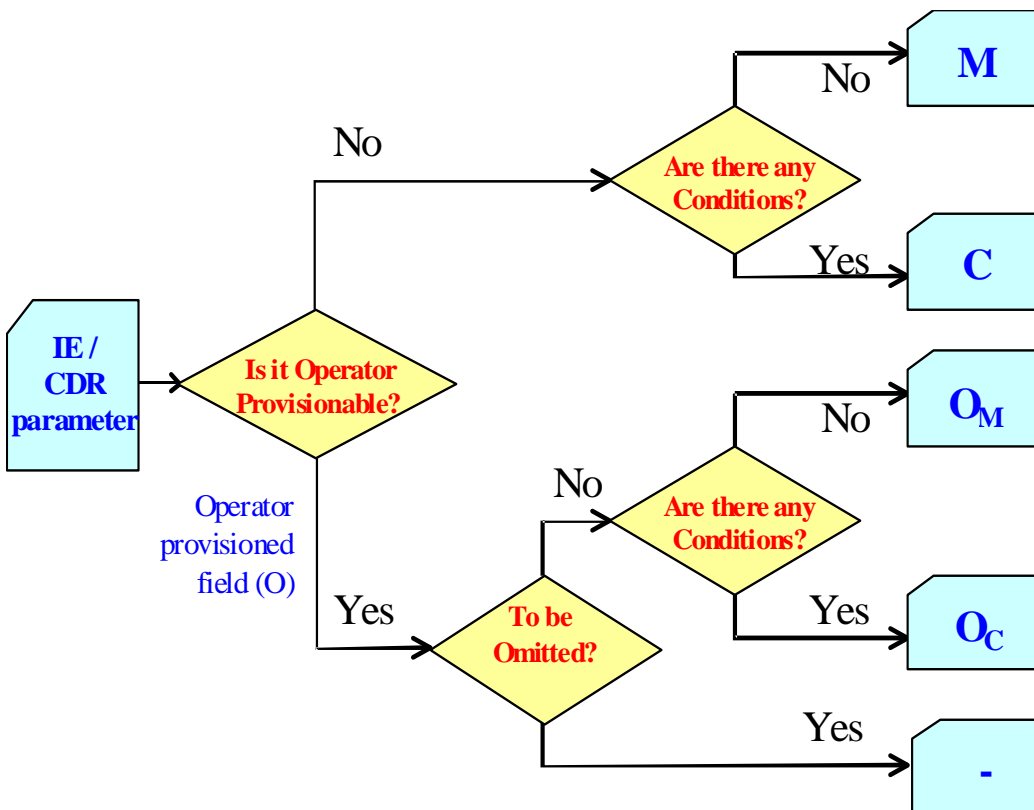 IE /
CDR
parameter
Is it Operator
Provisionable?
No
Are there any
Conditions?
No
M
Yes
C
Operator
provisioned
field (O)
Yes
To be
Omitted?
No
Are there any
Conditions?
No
OM
Yes
OC
Yes
-